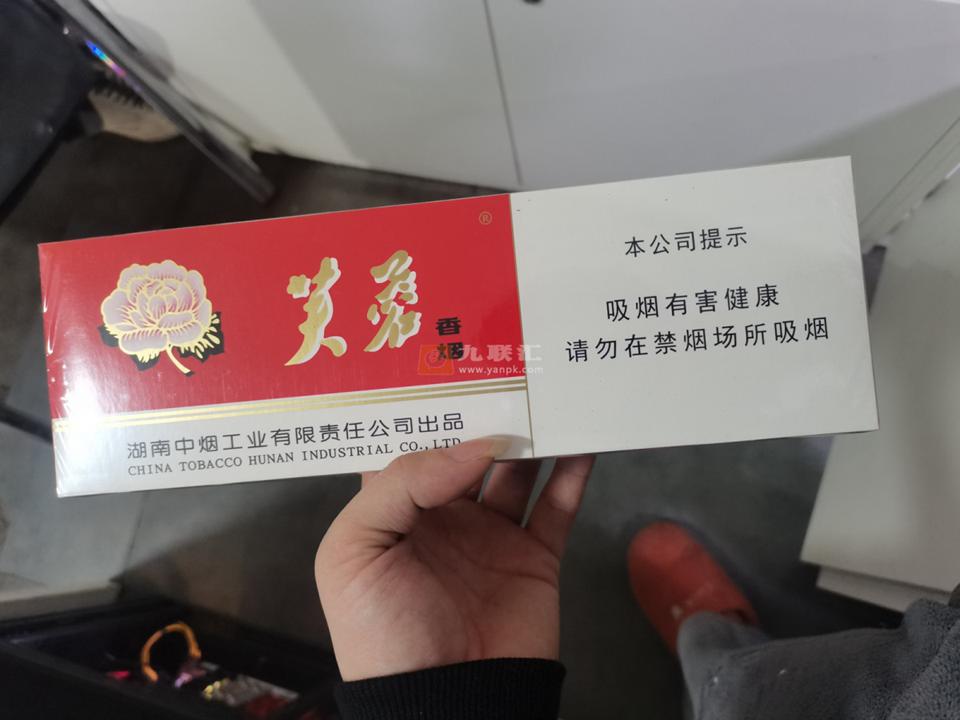 ®
芙蓉
香烟
九联汇
www.yanpk.com
湖南中烟工业有限责任公司出品
CHINA TOBACCO HUNAN INDUSTRIAL CO., LTD
本公司提示
吸烟有害健康
请勿在禁烟场所吸烟